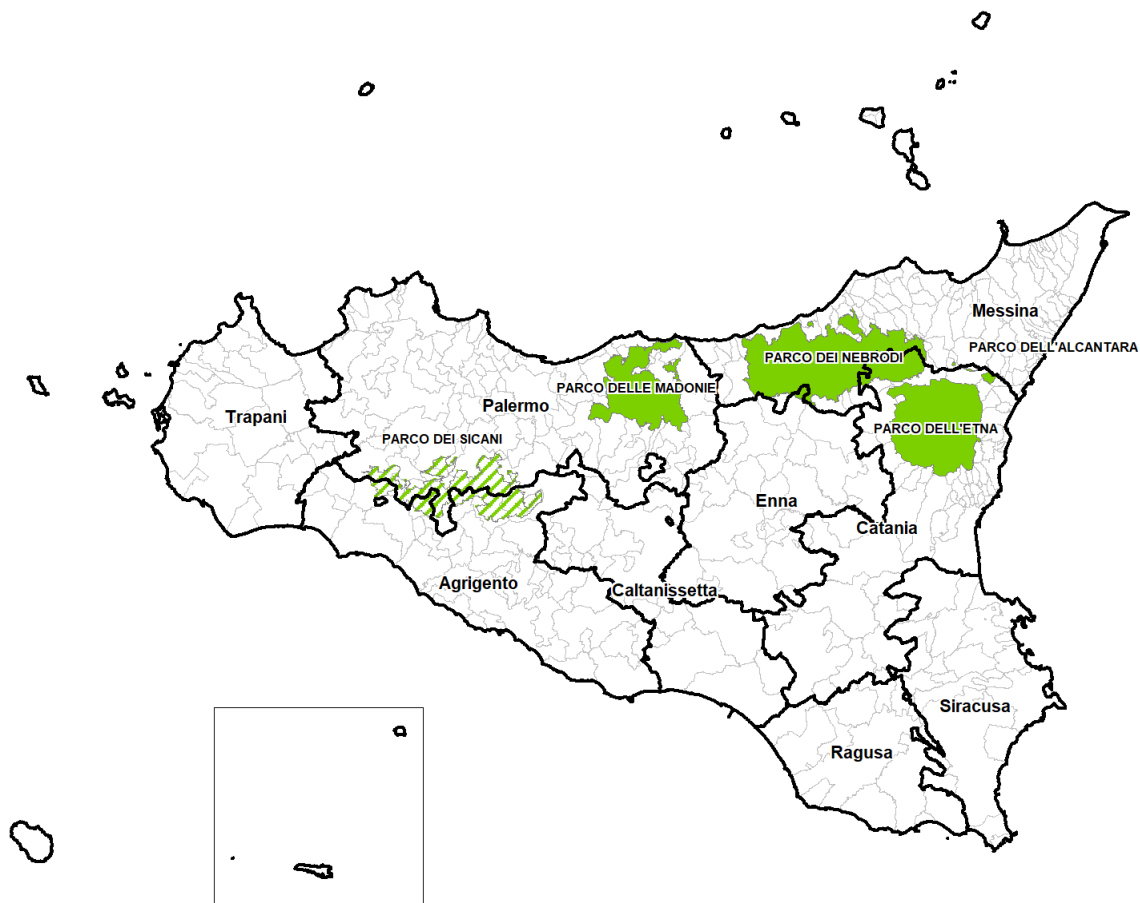 Messina
PARCO DELL'ALCANTARA
PARCO DEI NEBRODI
PARCO DELLE MADONIE
Palermo
Trapani
PARCO DELL'ETNA
PARCO DEI SICANI
Enna
Catania
Agrigento
Caltanissetta
Siracusa
Ragusa